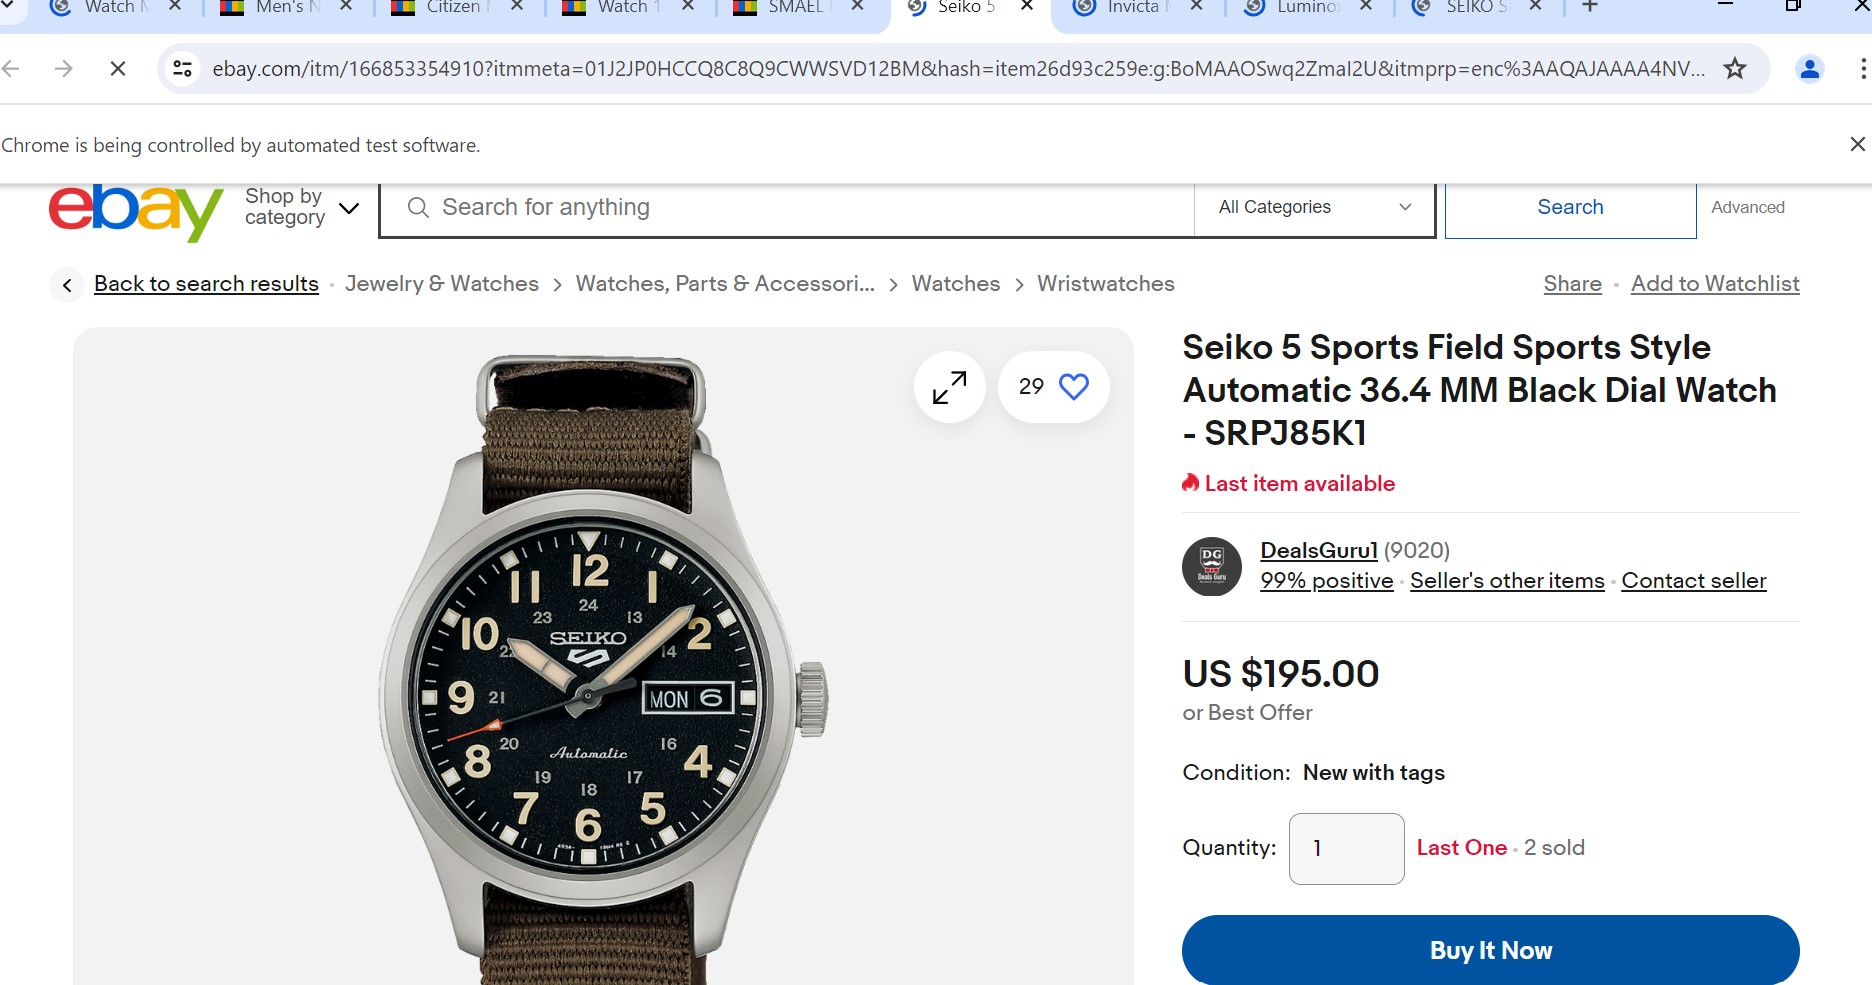 Watch
Men's N
Citizen
Watch 1
SMAEL
Seiko 5
Invicta
Lumino
SEIKO S
ebay.com/itm/166853354910?itmmeta=01J2JP0HCCQ8C8Q9CWWSVD12BM&hash=item26d93c259e:g:BoMAAOSwq2ZmaI2U&itmprp=enc%3AAQAJAAAA4NV...
Chrome is being controlled by automated test software.
ebay
Shop by
category
Search for anything
All Categories
Search
Advanced
Back to search results
Jewelry & Watches > Watches, Parts & Accessori... > Watches > Wristwatches
Share
Add to Watchlist
29
Seiko 5 Sports Field Sports Style
Automatic 36.4 MM Black Dial Watch
- SRPJ85K1
Last item available
DG
Deals Guru
DealsGuru1 (9020)
99% positive · Seller's other items · Contact seller
US $195.00
or Best Offer
Condition: New with tags
Quantity: 1 Last One · 2 sold
Buy It Now
12
11 1
24
23 13
10 2
SEIKO
5
22 14
9 21 MON 6
20 16
8 4
Automatic
19 17
18
7 5
6